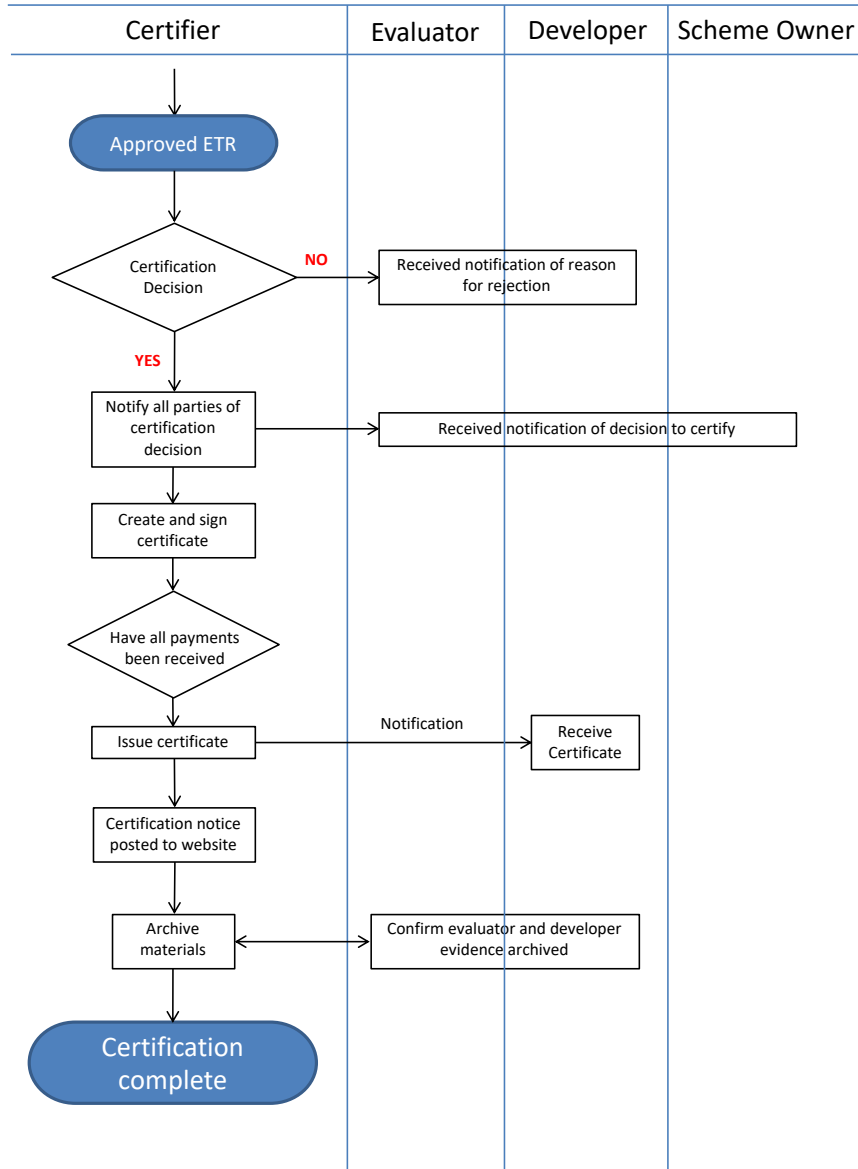 Certifier
Evaluator
Developer
Scheme Owner
Approved ETR
Certification
Decision
NO
Received notification of reason
for rejection
YES
Notify all parties of
certification
decision
Received notification of decision to certify
Create and sign
certificate
Have all payments
been received
Notification
Issue certificate
Receive
Certificate
Certification notice
posted to website
Archive
materials
Confirm evaluator and developer
evidence archived
Certification
complete